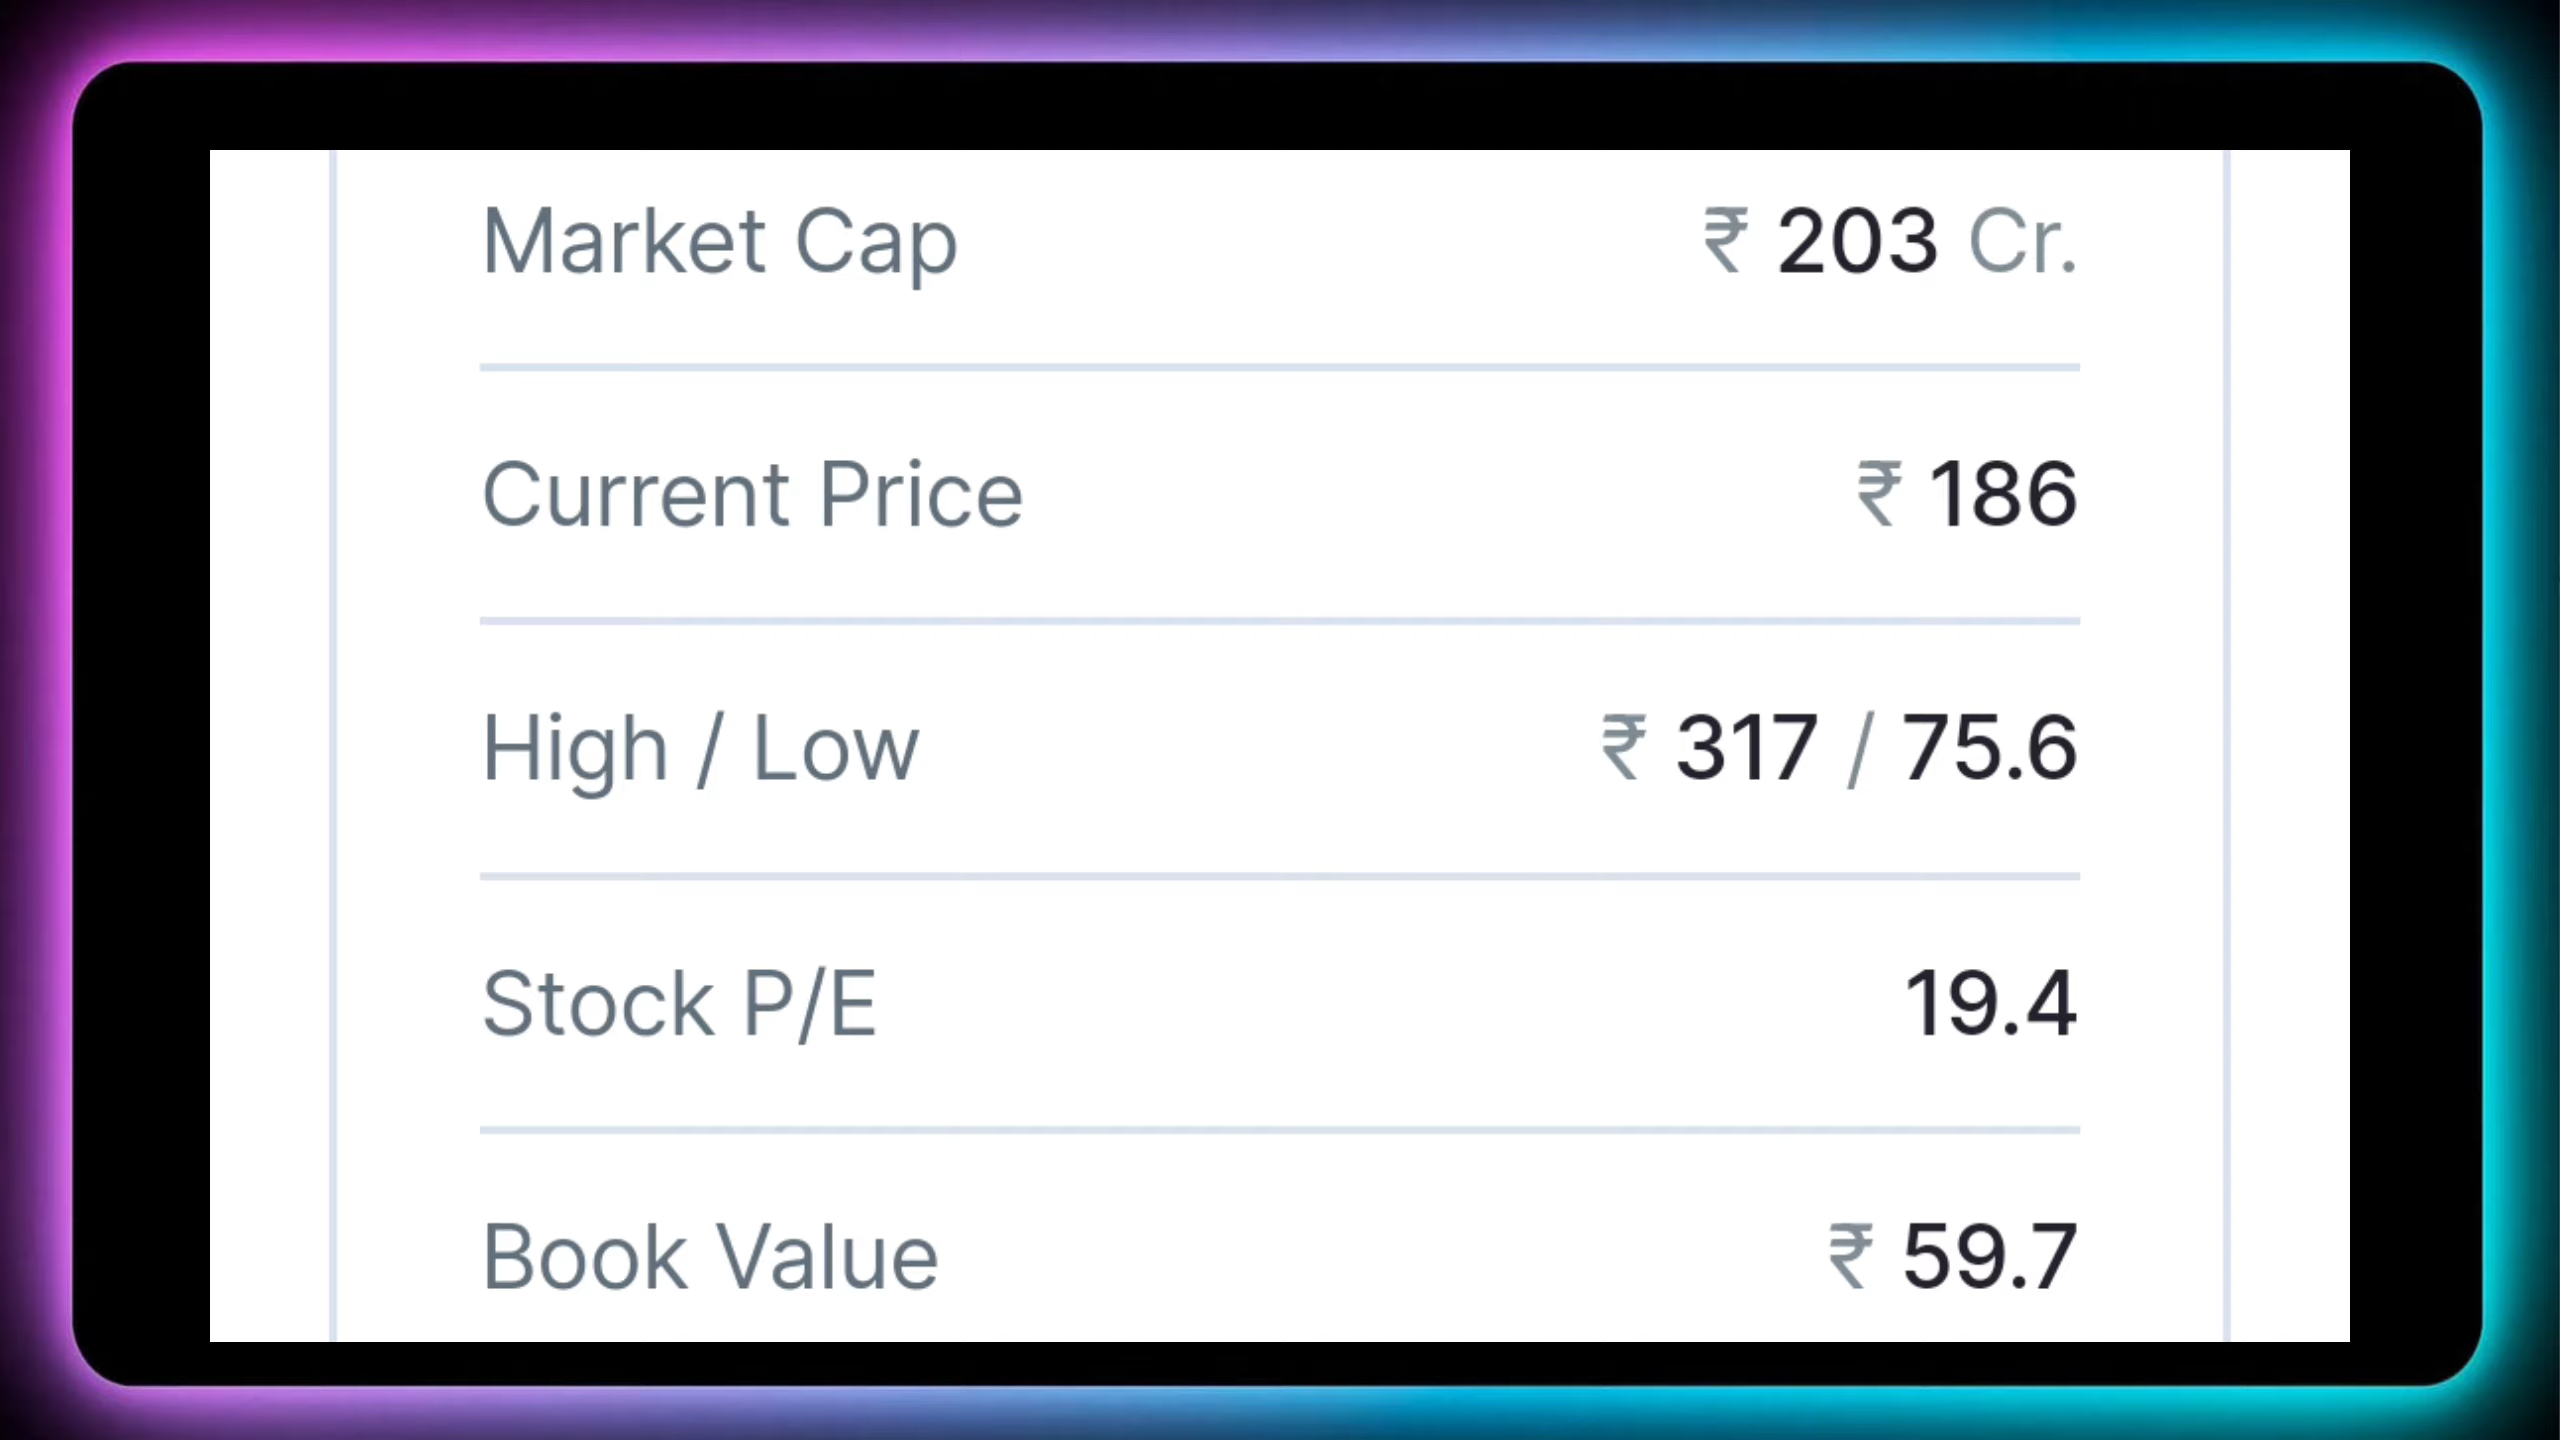 Market Cap ₹ 203 Cr.
Current Price ₹ 186
High / Low ₹ 317 / 75.6
Stock P/E 19.4
Book Value ₹ 59.7